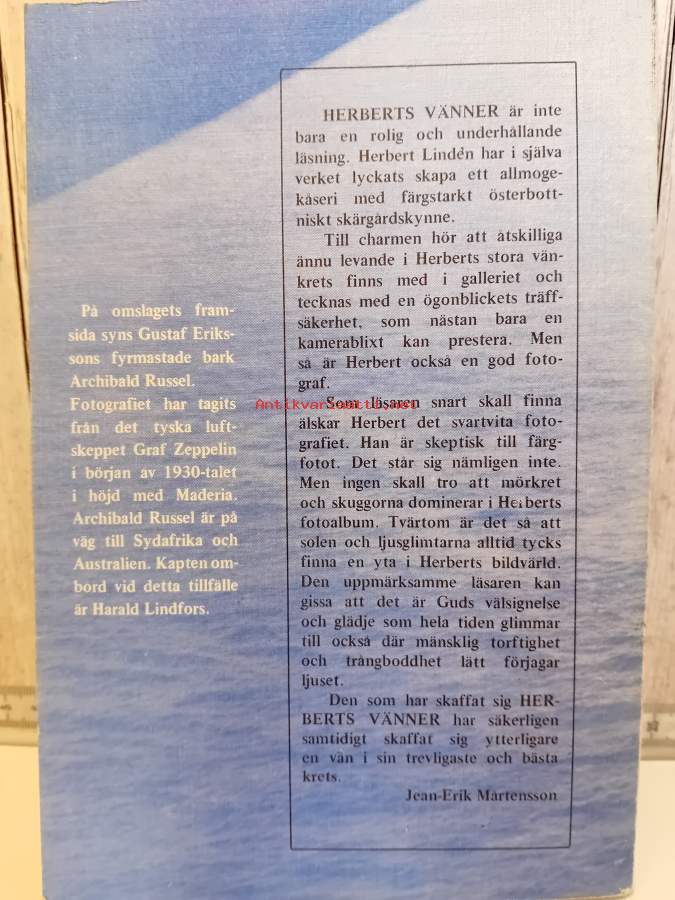 På omslagets fram-
sida syns Gustaf Eriks-
sons fyrmastade bark
Archibald Russel.
Fotografiet har tagits
från det tyska luft-
skeppet Graf Zeppelin
i början av 1930-talet
i höjd med Maderia.
Archibald Russel är på
väg till Sydafrika och
Australien. Kapten om-
bord vid detta tillfälle
är Harald Lindfors.
HERBERTS VÄNNER är inte
bara en rolig och underhållande
läsning. Herbert Lindén har i själva
verket lyckats skapa ett allmoge-
kåseri med färgstarkt österbott-
niskt skärgårdskynne.
Till charmen hör att åtskilliga
ännu levande i Herberts stora vän-
krets finns med i galleriet och
tecknas med en ögonblickets träff-
säkerhet, som nästan bara en
kamerablixt kan prestera. Men
så är Herbert också en god foto-
graf.
Som läsaren snart skall finna
älskar Herbert det svartvita foto-
grafiet. Han är skeptisk till färg-
fotot. Det står sig nämligen inte.
Men ingen skall tro att mörkret
och skuggorna dominerar i Herberts
fotoalbum. Tvärtom är det så att
solen och ljusglimtarna alltid tycks
finna en yta i Herberts bildvärld.
Den uppmärksamme läsaren kan
gissa att det är Guds välsignelse
och glädje som hela tiden glimmar
till också där mänsklig torftighet
och trångboddhet lätt förjagar
ljuset.
Den som har skaffat sig HER-
BERTS VÄNNER har säkerligen
samtidigt skaffat sig ytterligare
en vän i sin trevligaste och bästa
krets.
Jean-Erik Mårtensson